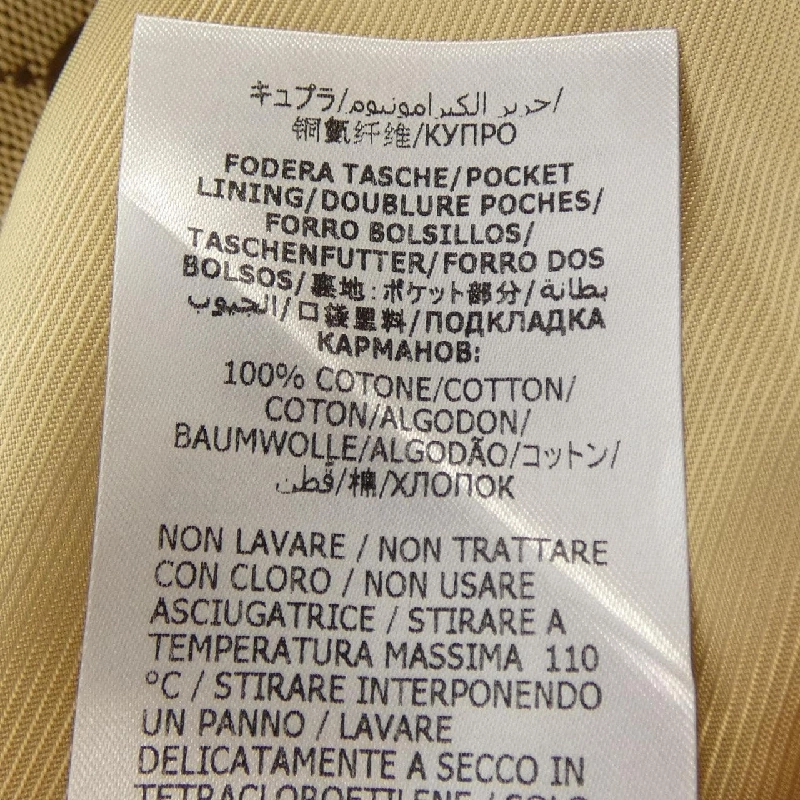 キュプラ/حرير الكبرامونيوم/
铜氨纤维/КУПРО
FODERA TASCHE/POCKET
LINING/DOUBLURE POCHES/
FORRO BOLSILLOS/
TASCHENFUTTER/FORRO DOS
BOLSOS/裏地:ポケット部分/بطانة
الجيوب/口袋里料/ПОДКЛАДКА
КАРМАНОВ:
100% COTONE/COTTON/
COTON/ALGODON/
BAUMWOLLE/ALGODÃO/コットン/
قطن/棉/ХЛОПОК
NON LAVARE / NON TRATTARE
CON CLORO / NON USARE
ASCIUGATRICE / STIRARE A
TEMPERATURA MASSIMA 110
°C / STIRARE INTERPONENDO
UN PANNO / LAVARE
DELICATAMENTE A SECCO IN
TETRACLOROETILENE / SOLO